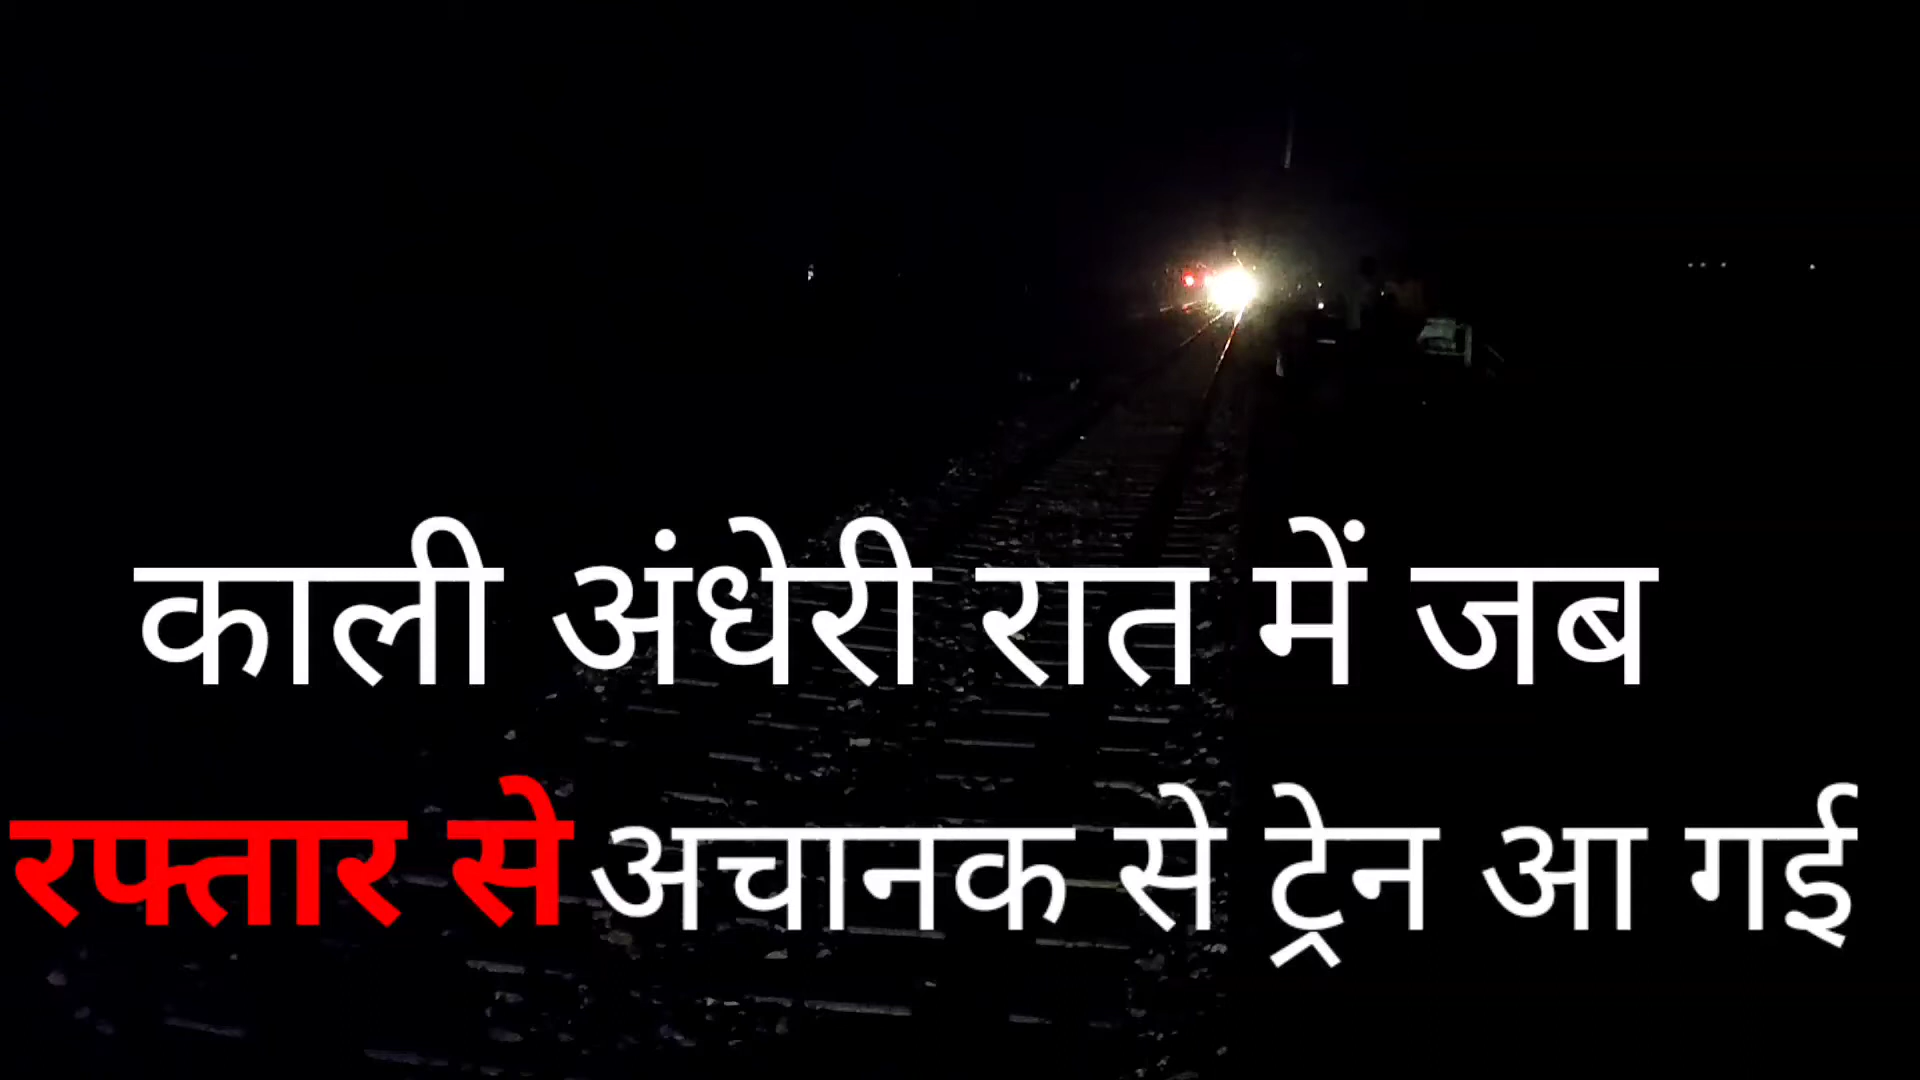 काली अंधेरी रात में जब
रफ्तार से अचानक से ट्रेन आ गई